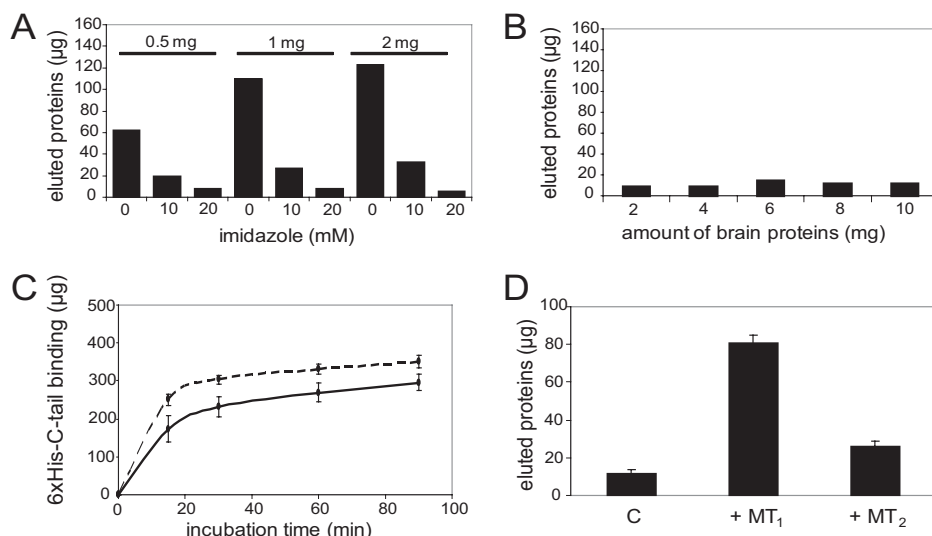 A
eluted proteins (µg)
160
140
120
100
80
60
40
20
0
0.5 mg
1 mg
2 mg
0 10 20 0 10 20 0 10 20
imidazole (mM)
B
eluted proteins (µg)
160
140
120
100
80
60
40
20
0
2 4 6 8 10
amount of brain proteins (mg)
C
6xHis-C-tail binding (µg)
500
400
300
200
100
0
0 20 40 60 80 100
incubation time (min)
D
eluted proteins (µg)
100
80
60
40
20
0
C + MT₁ + MT₂